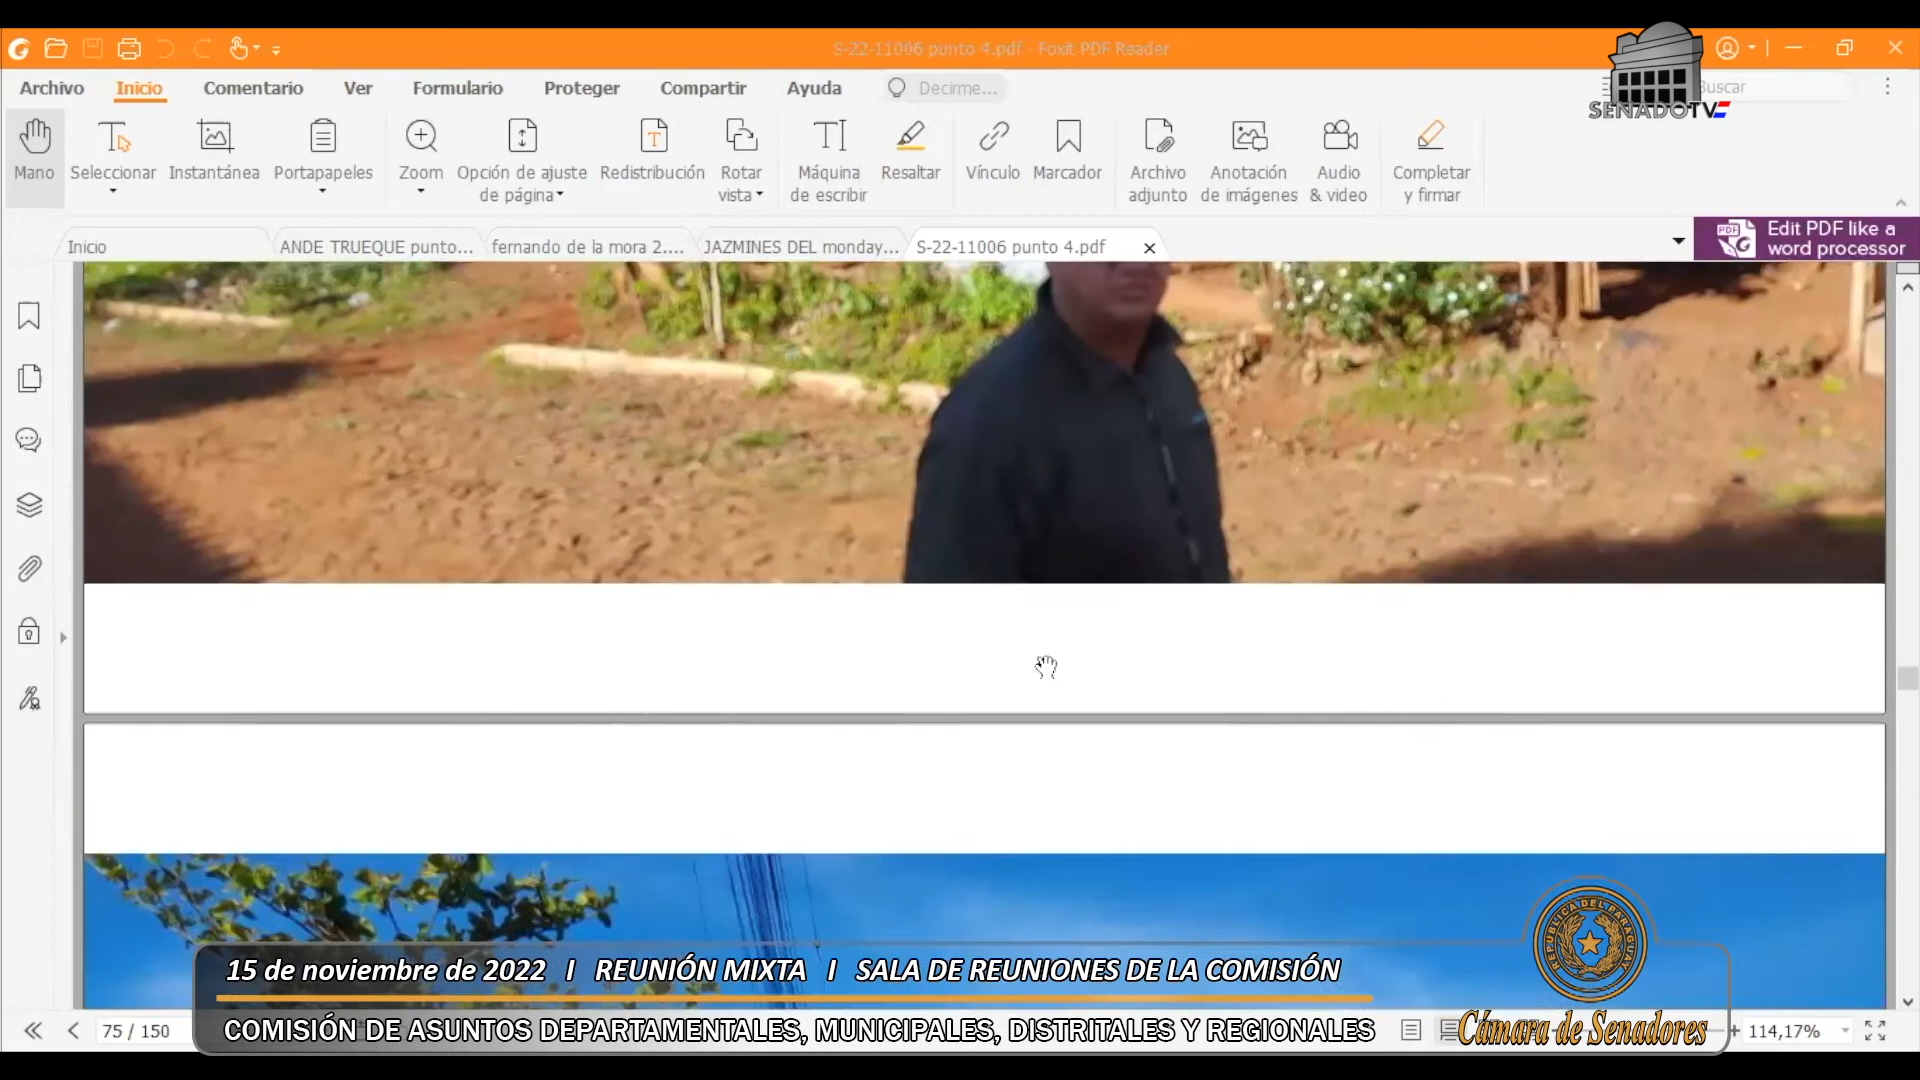 S-22-11006 punto 4.pdf - Foxit PDF Reader
Archivo Inicio Comentario Ver Formulario Proteger Compartir Ayuda Decirme... Buscar
SENADOTV
Mano Seleccionar Instantánea Portapapeles Zoom Opción de ajuste de página Redistribución Rotar vista Máquina de escribir Resaltar Vínculo Marcador Archivo adjunto Anotación de imágenes Audio & video Completar y firmar
Inicio ANDE TRUEQUE punto... fernando de la mora 2.... JAZMINES DEL monday... S-22-11006 punto 4.pdf
Edit PDF like a
word processor
15 de noviembre de 2022 I REUNIÓN MIXTA I SALA DE REUNIONES DE LA COMISIÓN
REPUBLICA DEL PARAGUAY
75 / 150 COMISIÓN DE ASUNTOS DEPARTAMENTALES, MUNICIPALES, DISTRITALES Y REGIONALES Cámara de Senadores 114,17%